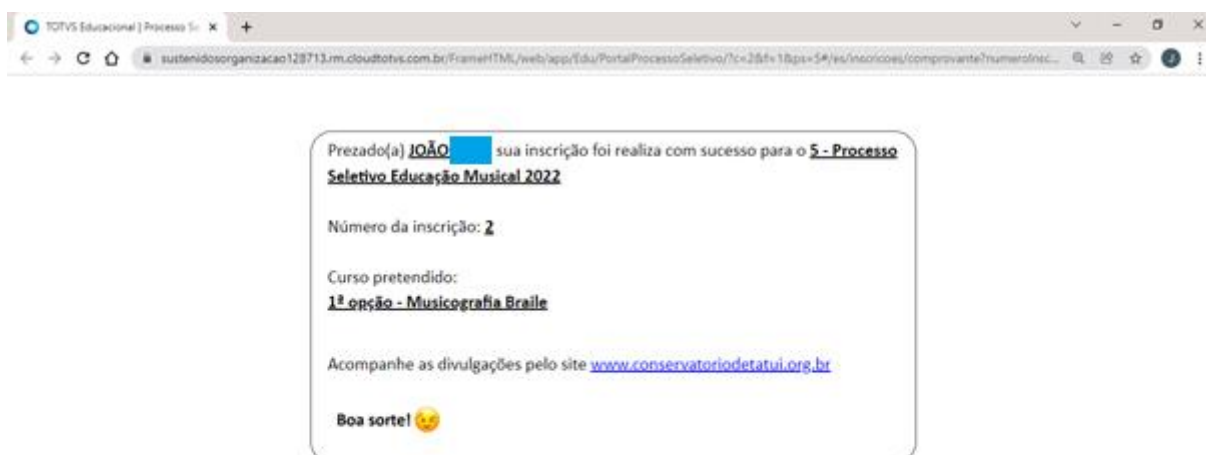 TOTVS Educacional | Processo Se
sustenidosorganizacao128713.rm.cloudtotvs.com.br/FrameHTML/web/app/Edu/PortalProcessoSeletivo/?c=2&f=1&ps=5#/es/inscricoes/comprovante?numeroInsc...
J
Prezado(a) JOÃO sua inscrição foi realiza com sucesso para o 5 - Processo
Seletivo Educação Musical 2022
Número da inscrição: 2
Curso pretendido:
1ª opção - Musicografia Braile
Acompanhe as divulgações pelo site www.conservatoriodetatui.org.br
Boa sorte! 😉